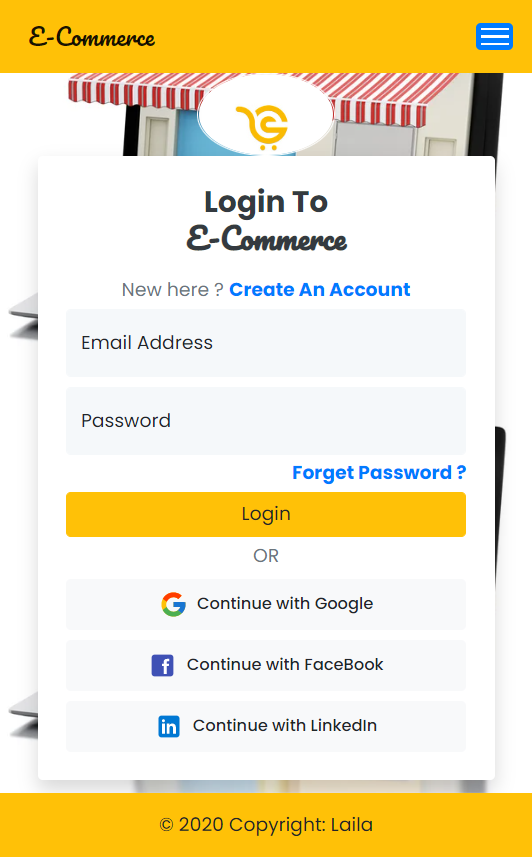 E-Commerce
Login To
E-Commerce
New here ? Create An Account
Email Address
Password
Forget Password ?
Login
OR
Continue with Google
Continue with FaceBook
Continue with LinkedIn
© 2020 Copyright: Laila